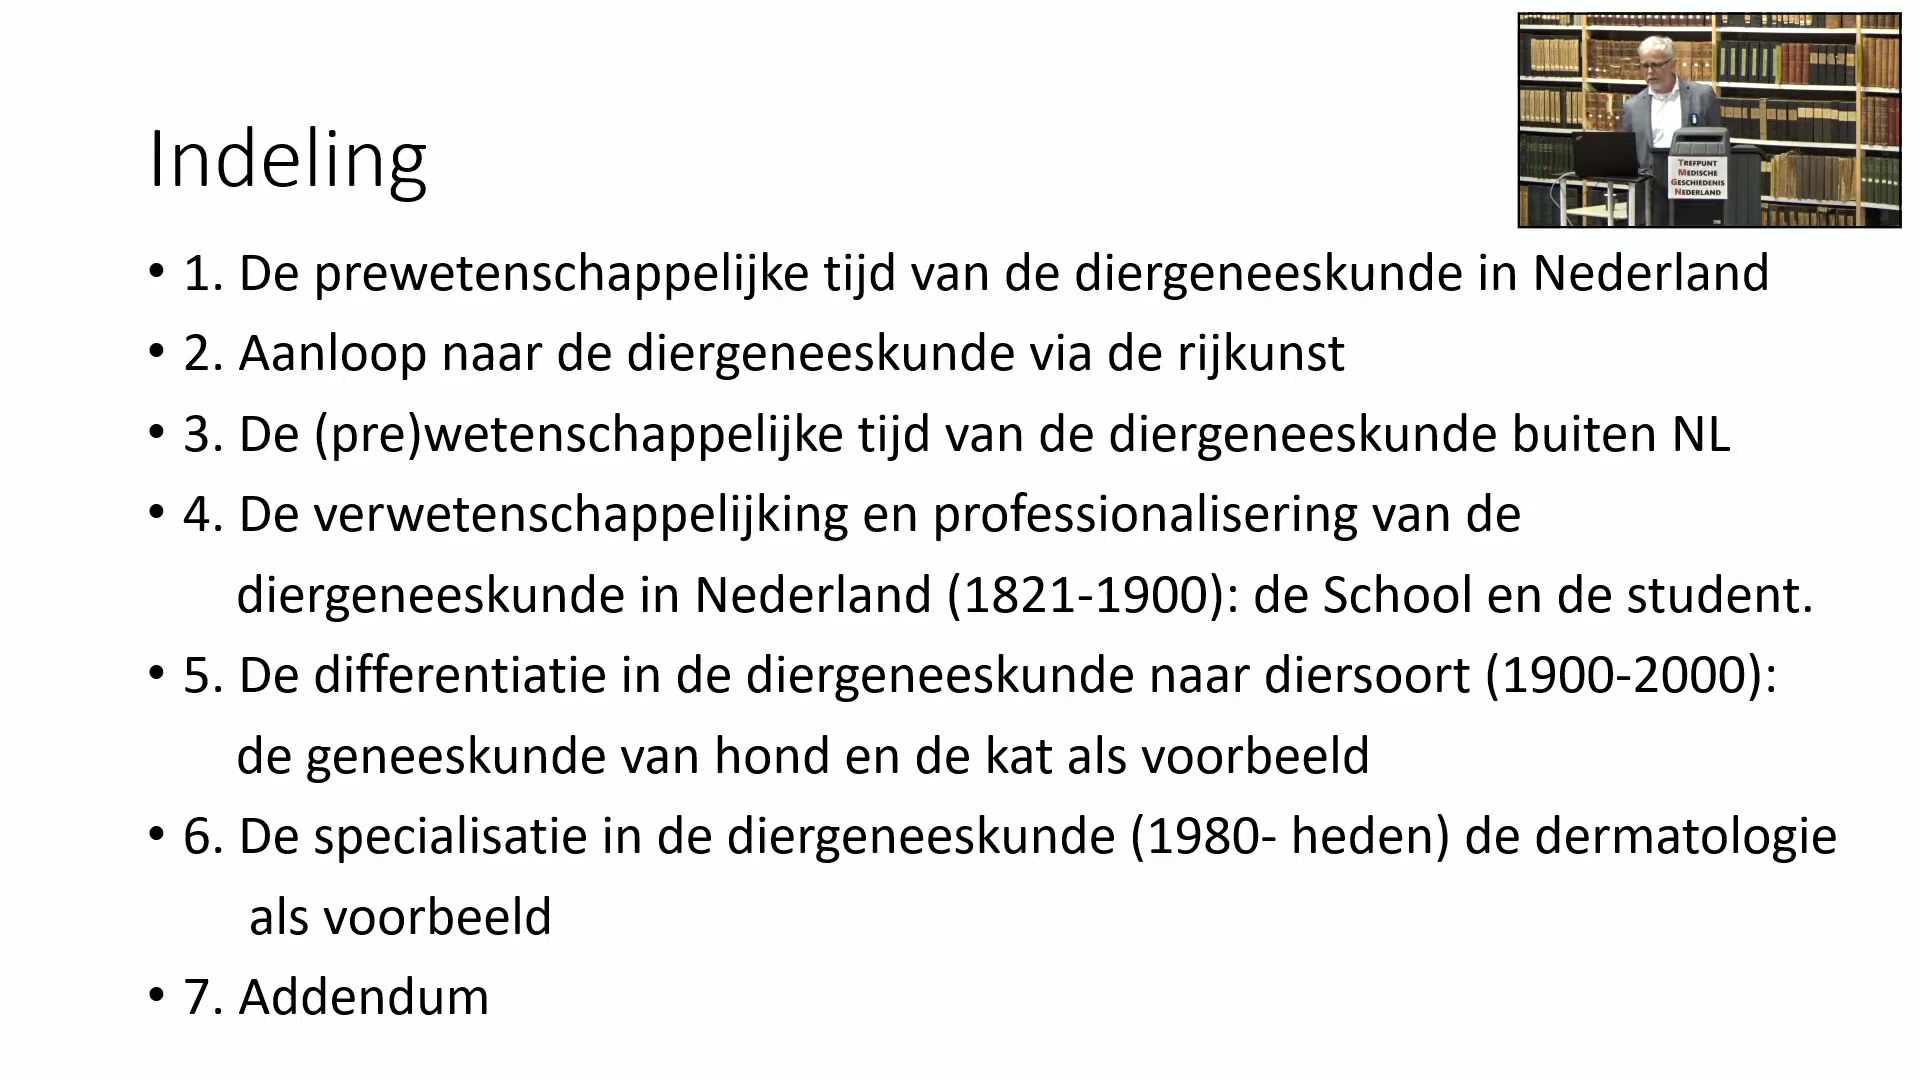 Indeling
• 1. De prewetenschappelijke tijd van de diergeneeskunde in Nederland
• 2. Aanloop naar de diergeneeskunde via de rijkunst
• 3. De (pre)wetenschappelijke tijd van de diergeneeskunde buiten NL
• 4. De verwetenschappelijking en professionalisering van de
diergeneeskunde in Nederland (1821-1900): de School en de student.
• 5. De differentiatie in de diergeneeskunde naar diersoort (1900-2000):
de geneeskunde van hond en de kat als voorbeeld
• 6. De specialisatie in de diergeneeskunde (1980- heden) de dermatologie
als voorbeeld
• 7. Addendum
TREFPUNT
MEDISCHE
GESCHIEDENIS
NEDERLAND